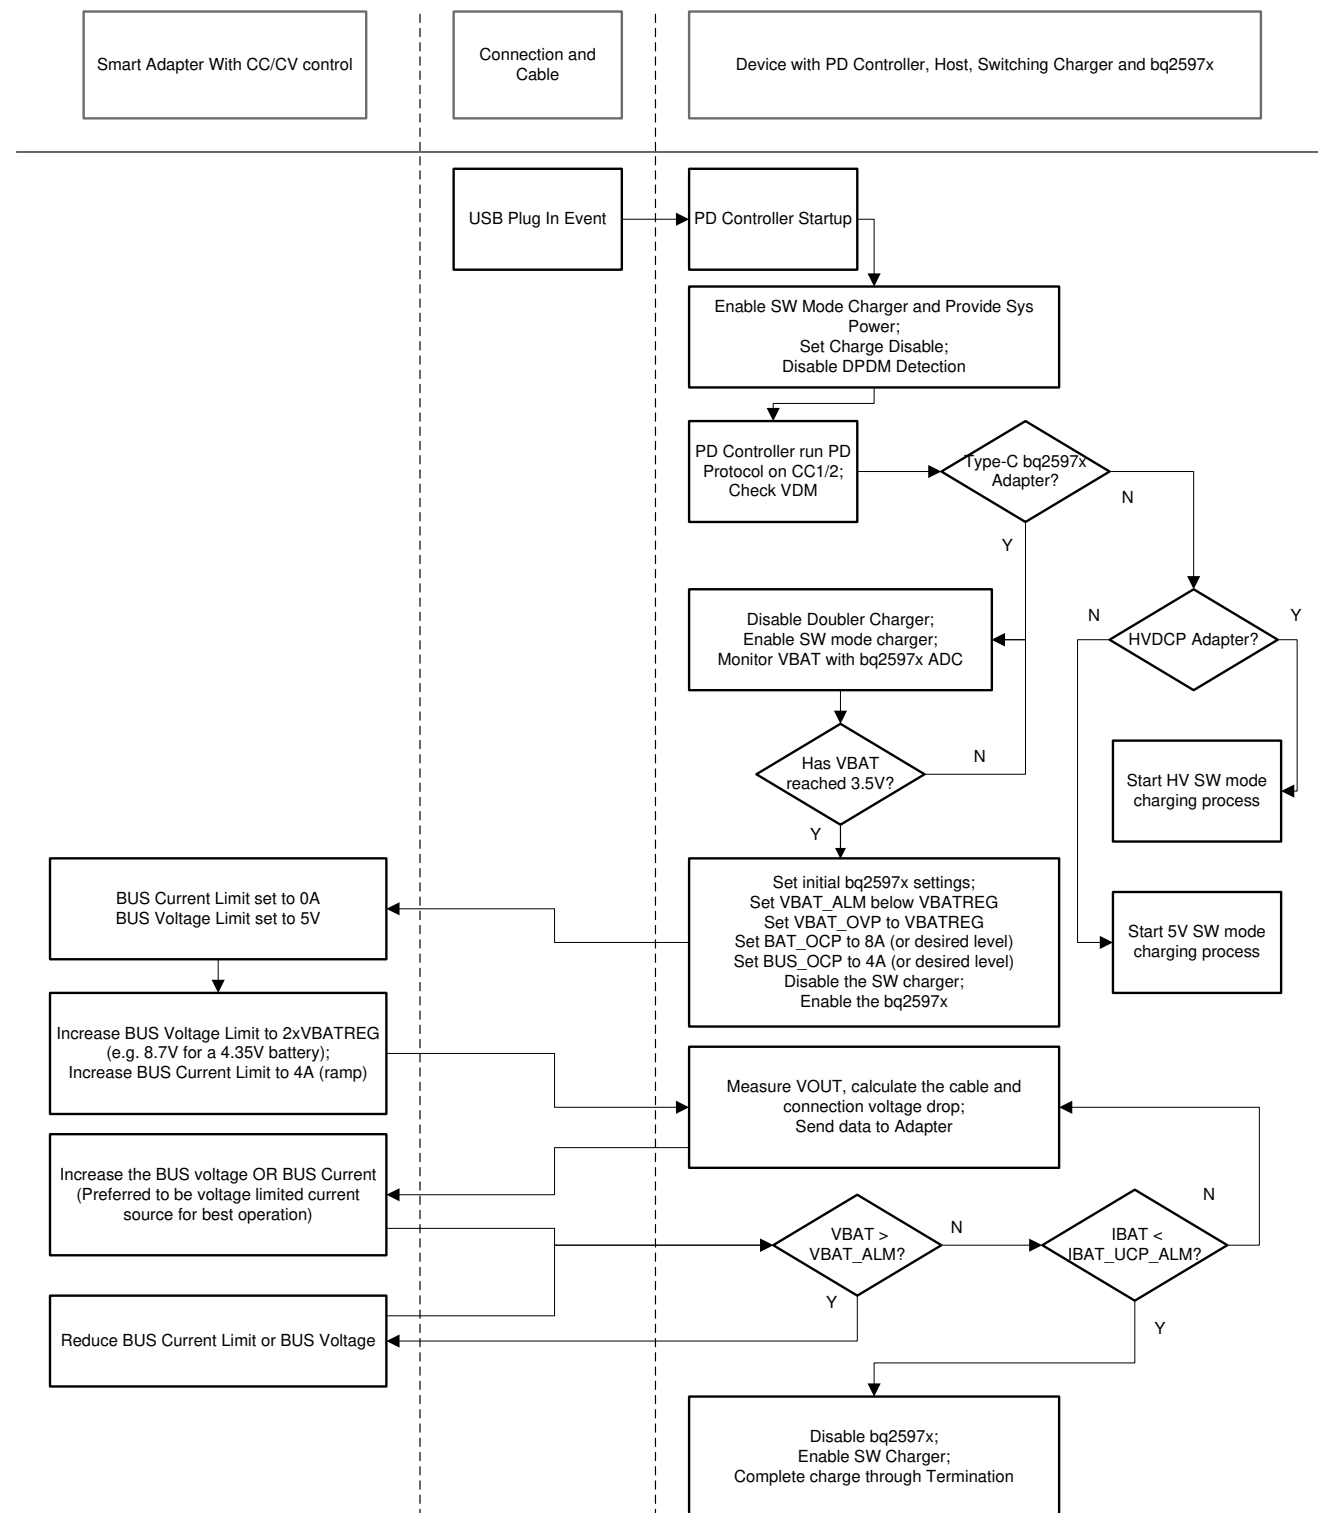 Smart Adapter With CC/CV control
Connection and
Cable
Device with PD Controller, Host, Switching Charger and bq2597x
USB Plug In Event
PD Controller Startup
Enable SW Mode Charger and Provide Sys
Power;
Set Charge Disable;
Disable DPDM Detection
PD Controller run PD
Protocol on CC1/2;
Check VDM
Type-C bq2597x
Adapter?
N
Y
Disable Doubler Charger;
Enable SW mode charger;
Monitor VBAT with bq2597x ADC
N
HVDCP Adapter?
Y
Has VBAT
reached 3.5V?
N
Y
Start HV SW mode
charging process
Start 5V SW mode
charging process
Set initial bq2597x settings;
Set VBAT_ALM below VBATREG
Set VBAT_OVP to VBATREG
Set BAT_OCP to 8A (or desired level)
Set BUS_OCP to 4A (or desired level)
Disable the SW charger;
Enable the bq2597x
BUS Current Limit set to 0A
BUS Voltage Limit set to 5V
Increase BUS Voltage Limit to 2xVBATREG
(e.g. 8.7V for a 4.35V battery);
Increase BUS Current Limit to 4A (ramp)
Measure VOUT, calculate the cable and
connection voltage drop;
Send data to Adapter
Increase the BUS voltage OR BUS Current
(Preferred to be voltage limited current
source for best operation)
VBAT >
VBAT_ALM?
N
Y
IBAT <
IBAT_UCP_ALM?
N
Y
Reduce BUS Current Limit or BUS Voltage
Disable bq2597x;
Enable SW Charger;
Complete charge through Termination